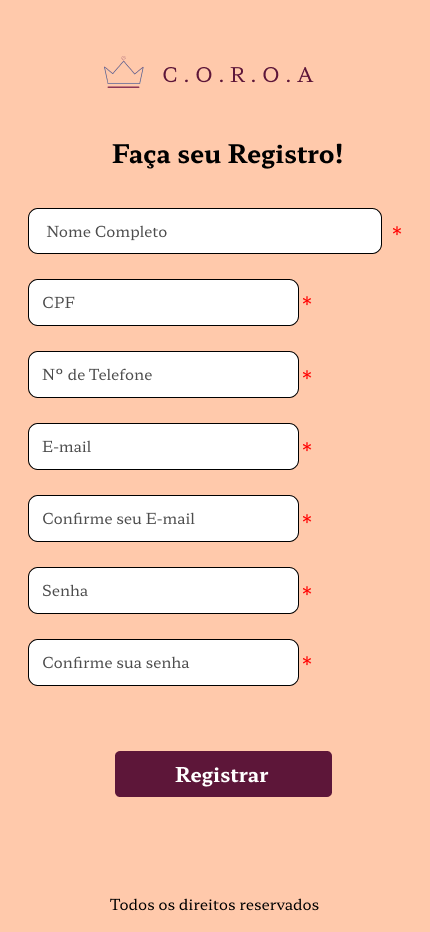 C.O.R.O.A
Faça seu Registro!
Nome Completo *
CPF *
Nº de Telefone *
E-mail *
Confirme seu E-mail *
Senha *
Confirme sua senha *
Registrar
Todos os direitos reservados